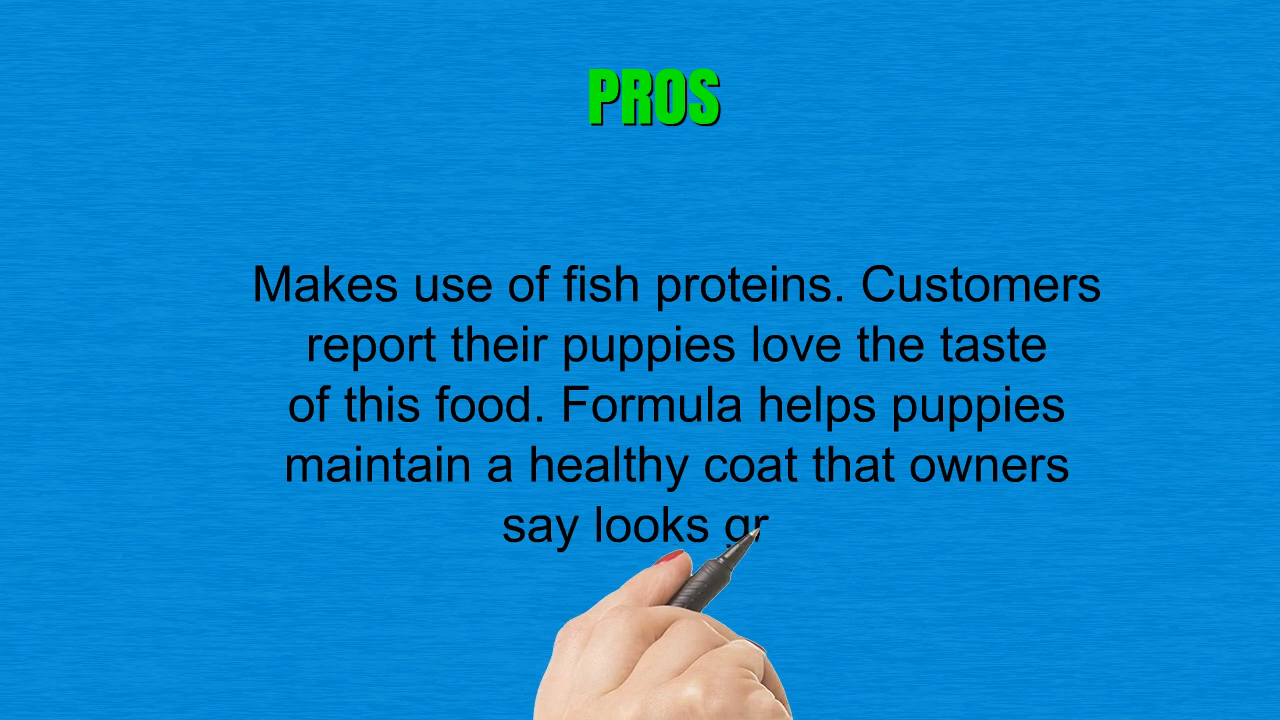 PROS
Makes use of fish proteins. Customers
report their puppies love the taste
of this food. Formula helps puppies
maintain a healthy coat that owners
say looks gr